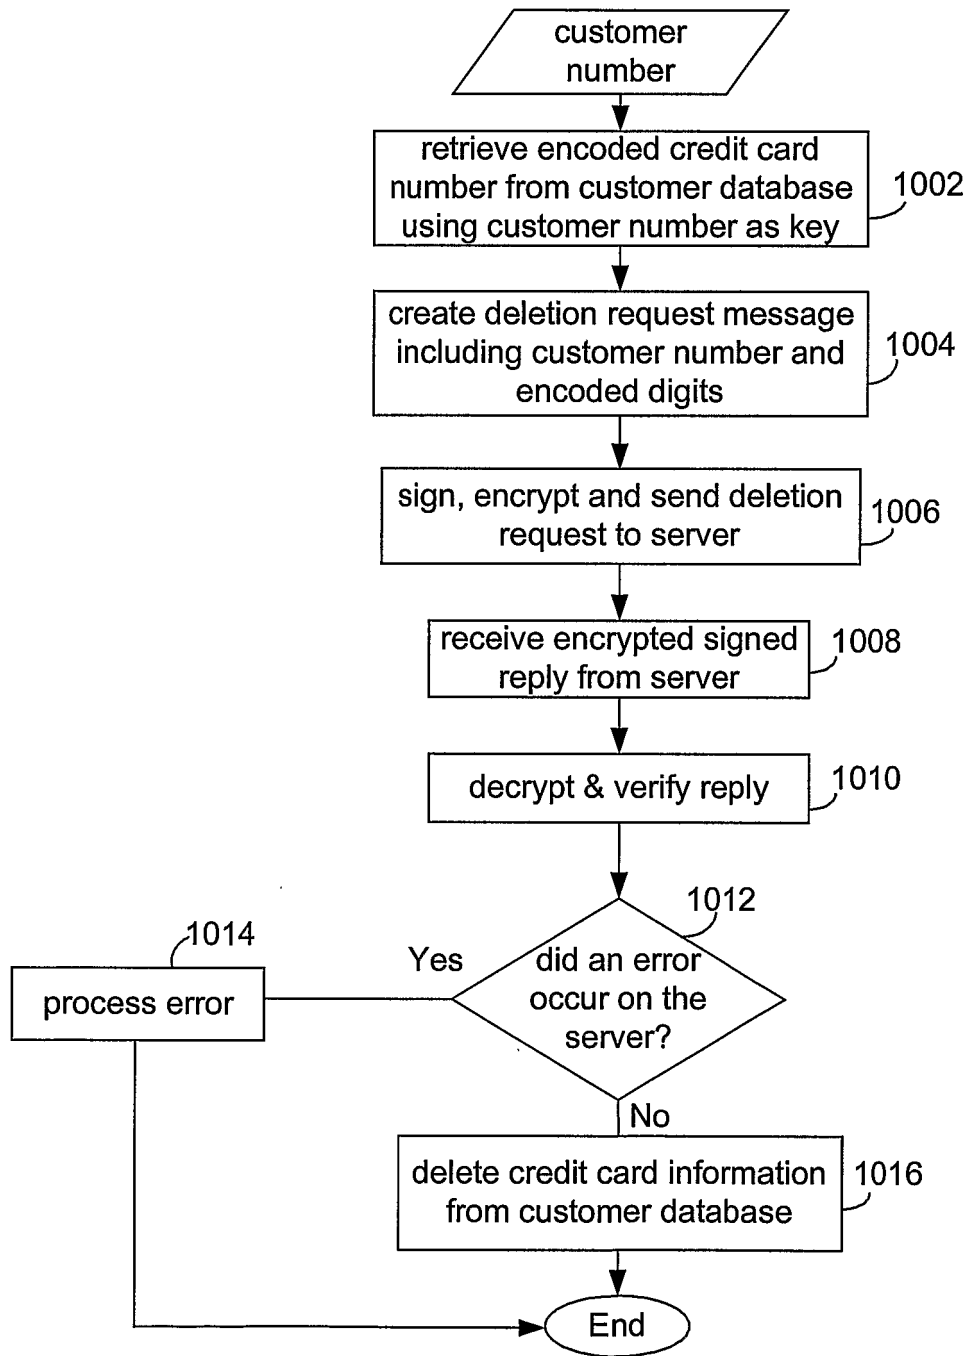 customer
number
retrieve encoded credit card
number from customer database
using customer number as key
1002
create deletion request message
including customer number and
encoded digits
1004
sign, encrypt and send deletion
request to server
1006
receive encrypted signed
reply from server
1008
decrypt & verify reply
1010
did an error
occur on the
server?
1012
Yes
process error
1014
No
delete credit card information
from customer database
1016
End